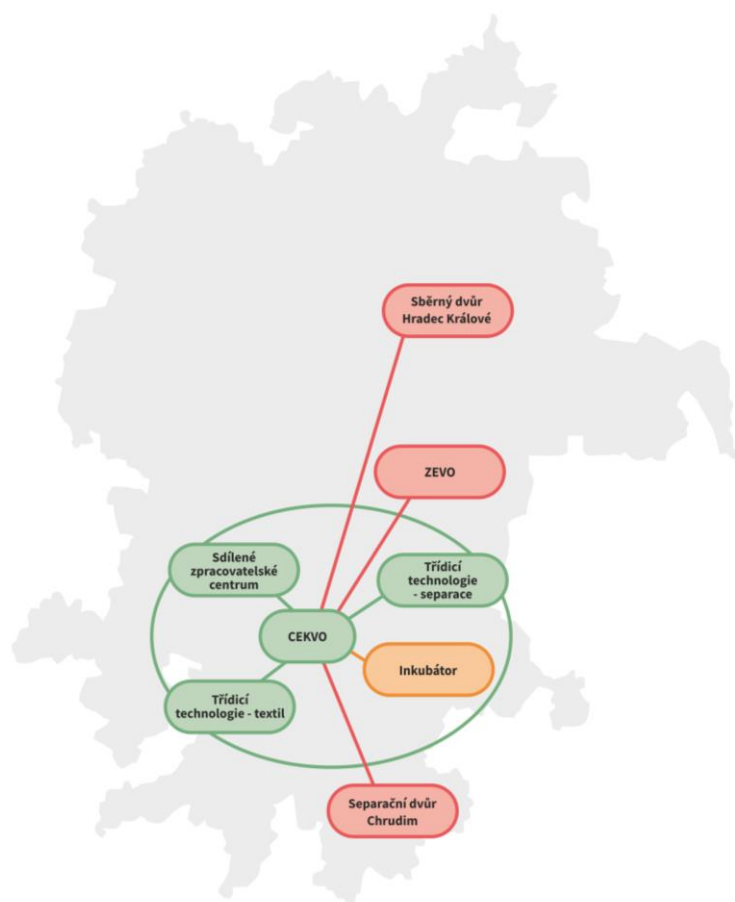 Sběrný dvůr
Hradec Králové
ZEVO
Sdílené
zpracovatelské
centrum
Třídicí
technologie
- separace
CEKVO
Inkubátor
Třídicí
technologie - textil
Separační dvůr
Chrudim